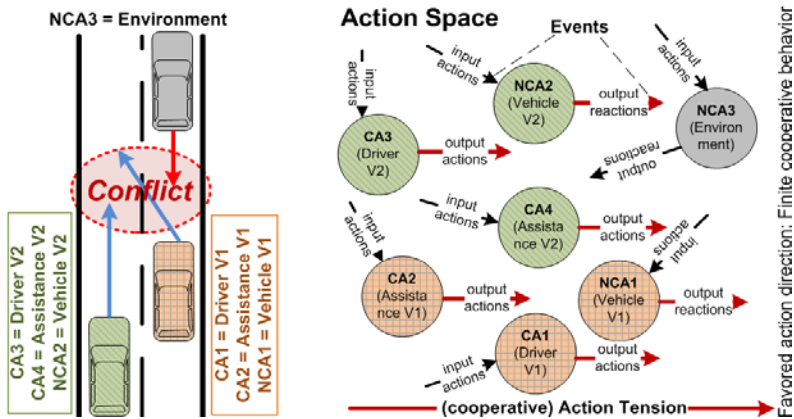 NCA3 = Environment
Conflict
CA3 = Driver V2
CA4 = Assistance V2
NCA2 = Vehicle V2
CA1 = Driver V1
CA2 = Assistance V1
NCA1 = Vehicle V1
Action Space
Events
input
actions
CA3
(Driver
V2)
output
actions
input
actions
NCA2
(Vehicle
V2)
output
reactions
input
actions
NCA3
(Environ
ment)
output
reactions
input
actions
CA4
(Assista
nce V2)
output
actions
input
actions
CA2
(Assista
nce V1)
output
actions
input
actions
NCA1
(Vehicle
V1)
output
reactions
input
actions
CA1
(Driver
V1)
output
actions
(cooperative) Action Tension
Favored action direction: Finite cooperative behavior